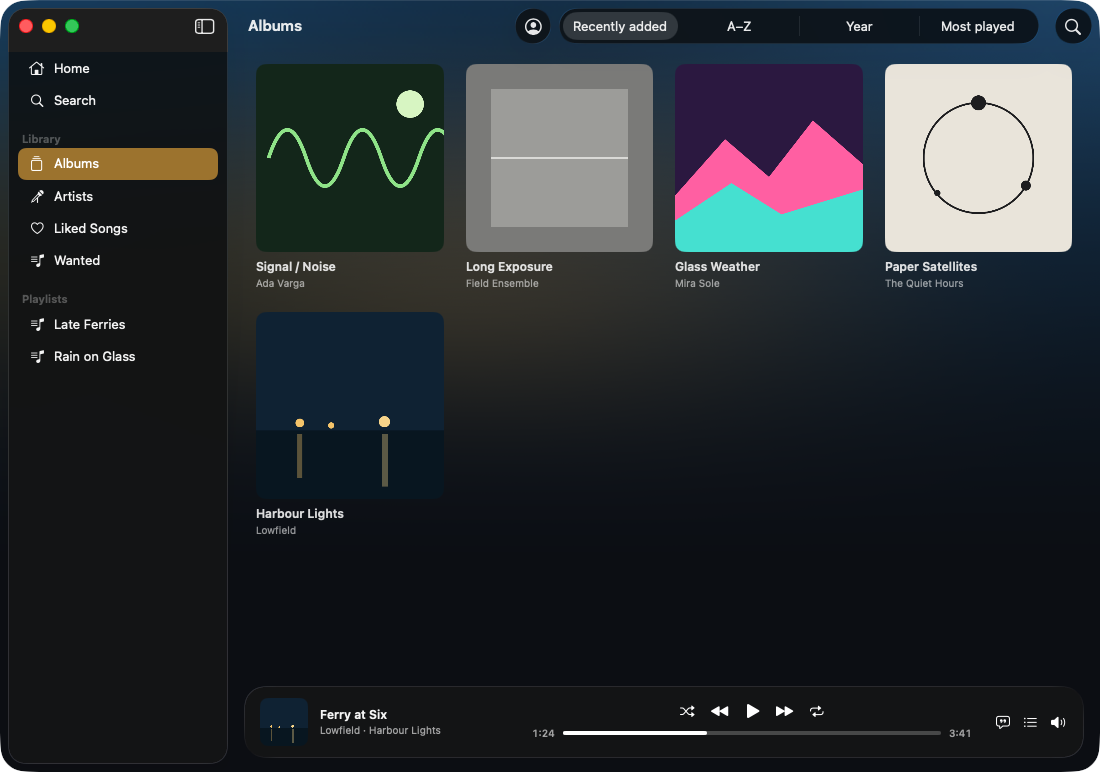 Albums
Recently added
A–Z
Year
Most played
Home
Search
Library
Albums
Artists
Liked Songs
Wanted
Playlists
Late Ferries
Rain on Glass
Signal / Noise
Ada Varga
Long Exposure
Field Ensemble
Glass Weather
Mira Sole
Paper Satellites
The Quiet Hours
Harbour Lights
Lowfield
Ferry at Six
Lowfield · Harbour Lights
1:24
3:41